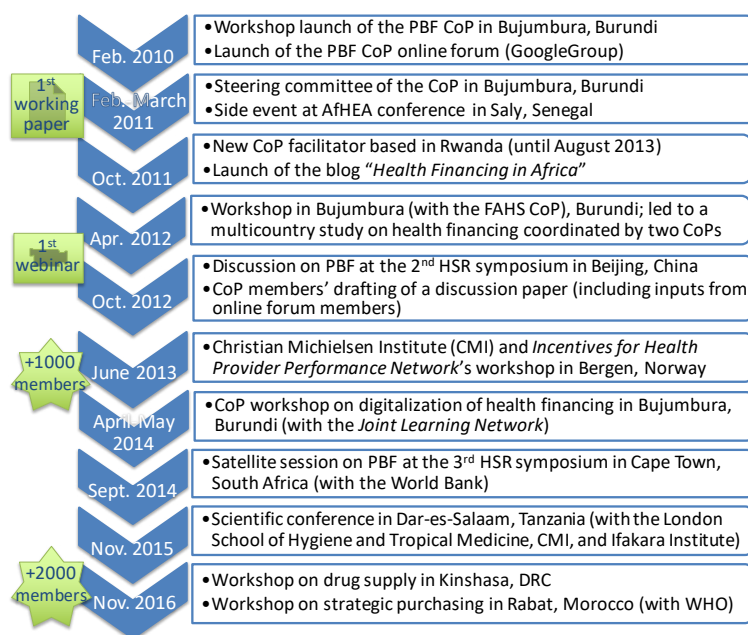 Feb. 2010
•Workshop launch of the PBF CoP in Bujumbura, Burundi
•Launch of the PBF CoP online forum (GoogleGroup)
1st
working
paper
Feb. March
2011
•Steering committee of the CoP in Bujumbura, Burundi
•Side event at AfHEA conference in Saly, Senegal
Oct. 2011
•New CoP facilitator based in Rwanda (until August 2013)
•Launch of the blog “Health Financing in Africa”
1st
webinar
Apr. 2012
•Workshop in Bujumbura (with the FAHS CoP), Burundi; led to a
multicountry study on health financing coordinated by two CoPs
Oct. 2012
•Discussion on PBF at the 2nd HSR symposium in Beijing, China
•CoP members’ drafting of a discussion paper (including inputs from
online forum members)
+1000
members
June 2013
•Christian Michielsen Institute (CMI) and Incentives for Health
Provider Performance Network’s workshop in Bergen, Norway
April-May
2014
•CoP workshop on digitalization of health financing in Bujumbura,
Burundi (with the Joint Learning Network)
Sept. 2014
•Satellite session on PBF at the 3rd HSR symposium in Cape Town,
South Africa (with the World Bank)
Nov. 2015
•Scientific conference in Dar-es-Salaam, Tanzania (with the London
School of Hygiene and Tropical Medicine, CMI, and Ifakara Institute)
+2000
members
Nov. 2016
•Workshop on drug supply in Kinshasa, DRC
•Workshop on strategic purchasing in Rabat, Morocco (with WHO)